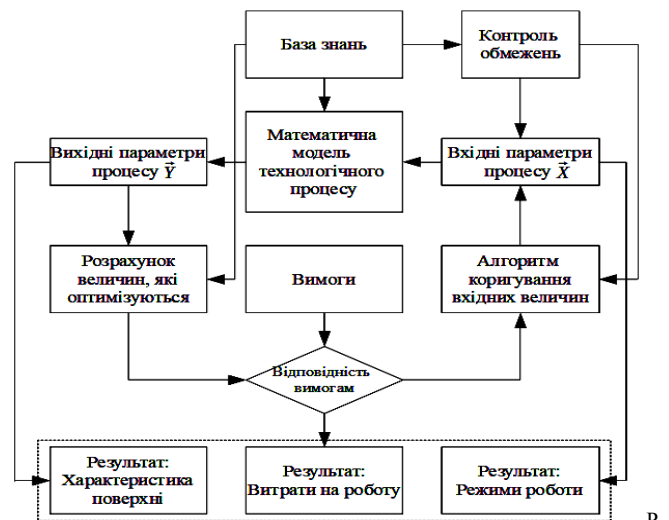 База знань
Контроль
обмежень
Математична
модель
технологічного
процесу
Вихідні параметри
процесу Y⃗
Вхідні параметри
процесу X⃗
Розрахунок
величин, які
оптимізуються
Вимоги
Алгоритм
коригування
вхідних величин
Відповідність
вимогам
Результат:
Характеристика
поверхні
Результат:
Витрати на роботу
Результат:
Режими роботи
Р